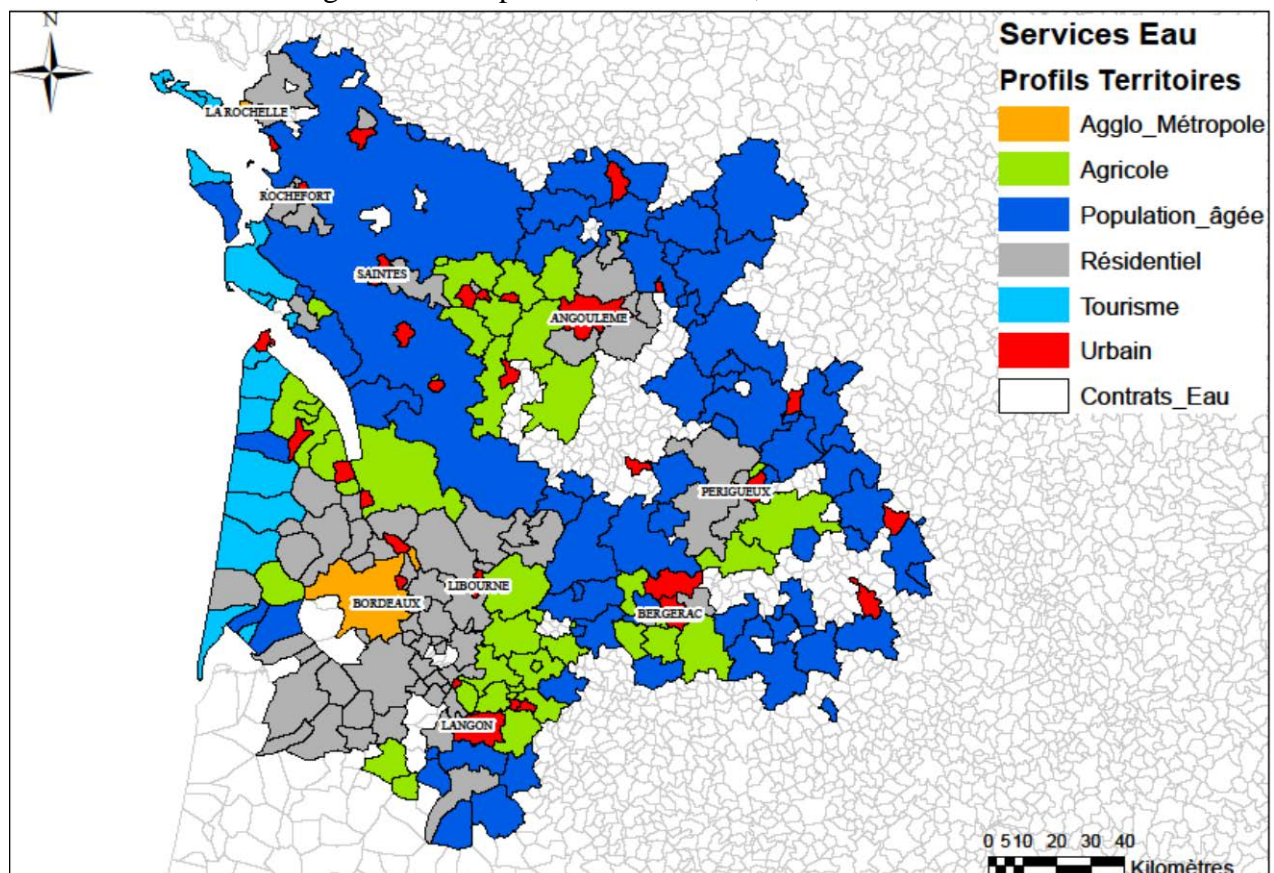 N
Services Eau
Profils Territoires
Agglo_Métropole
Agricole
Population_âgée
Résidentiel
Tourisme
Urbain
Contrats_Eau
LA ROCHELLE
ROCHEFORT
SAINTES
ANGOULEME
PERIGUEUX
LIBOURNE
BORDEAUX
BERGERAC
LANGON
0 5 10 20 30 40
Kilomètres